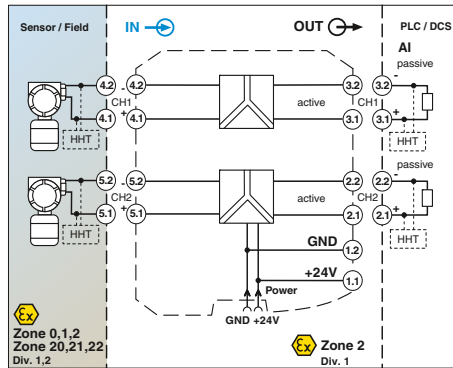 Sensor / Field
IN
OUT
PLC / DCS
AI
passive
4.2 - 4.2
3.2
3.2 -
CH1
active
CH1
4.1 + 4.1
3.1
3.1 +
HHT
HHT
passive
5.2 - 5.2
2.2
2.2 -
CH2
active
CH2
5.1 + 5.1
2.1
2.1 +
HHT
HHT
GND
1.2
+24V
1.1
Power
GND +24V
Ex
Zone 0,1,2
Zone 20,21,22
Div. 1,2
Ex
Zone 2
Div. 1